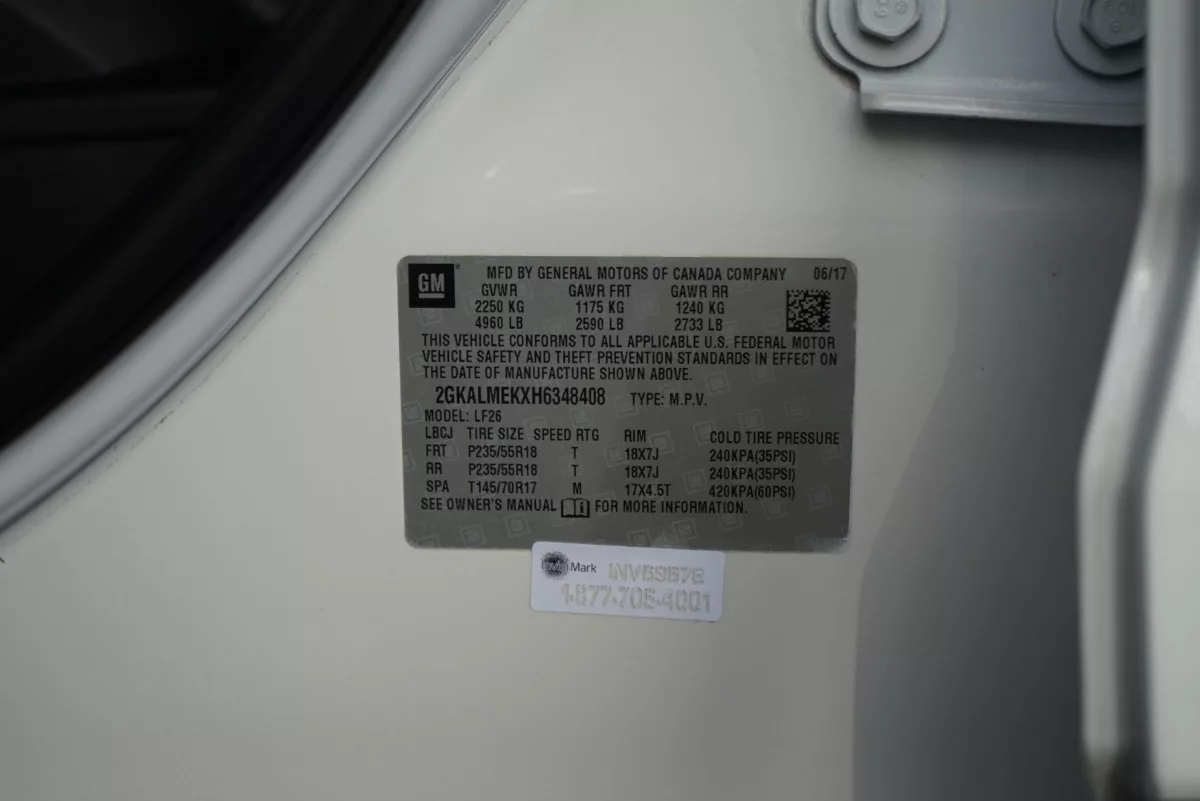 GM
MFD BY GENERAL MOTORS OF CANADA COMPANY 06/17
GVWR GAWR FRT GAWR RR
2250 KG 1175 KG 1240 KG
4960 LB 2590 LB 2733 LB
THIS VEHICLE CONFORMS TO ALL APPLICABLE U.S. FEDERAL MOTOR
VEHICLE SAFETY AND THEFT PREVENTION STANDARDS IN EFFECT ON
THE DATE OF MANUFACTURE SHOWN ABOVE.
2GKALMEKXH6348408 TYPE: M.P.V.
MODEL: LF26
LBCJ TIRE SIZE SPEED RTG RIM COLD TIRE PRESSURE
FRT P235/55R18 T 18X7J 240KPA(35PSI)
RR P235/55R18 T 18X7J 240KPA(35PSI)
SPA T145/70R17 M 17X4.5T 420KPA(60PSI)
SEE OWNER'S MANUAL FOR MORE INFORMATION.
Mark
1-877-705-4001